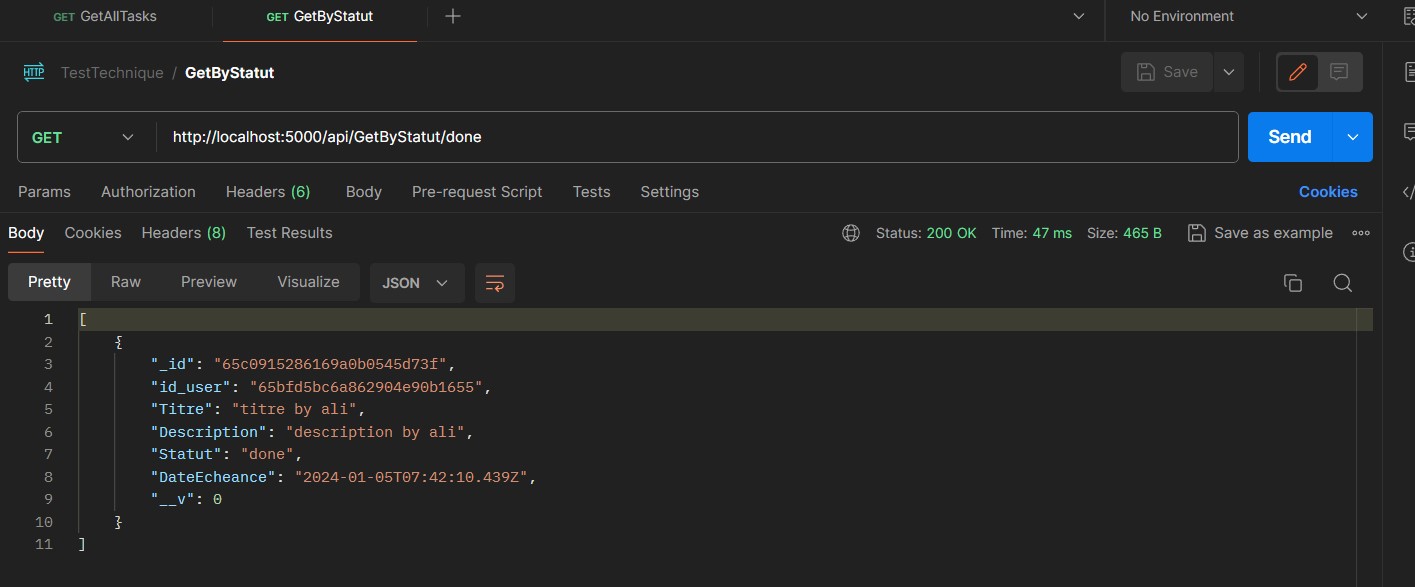 GET GetAllTasks GET GetByStatut No Environment
HTTP TestTechnique / GetByStatut Save
GET http://localhost:5000/api/GetByStatut/done Send
Params Authorization Headers (6) Body Pre-request Script Tests Settings Cookies
Body Cookies Headers (8) Test Results Status: 200 OK Time: 47 ms Size: 465 B Save as example
Pretty Raw Preview Visualize JSON
1 [
2 {
3 "_id": "65c0915286169a0b0545d73f",
4 "id_user": "65bfd5bc6a862904e90b1655",
5 "Titre": "titre by ali",
6 "Description": "description by ali",
7 "Statut": "done",
8 "DateEcheance": "2024-01-05T07:42:10.439Z",
9 "__v": 0
10 }
11 ]